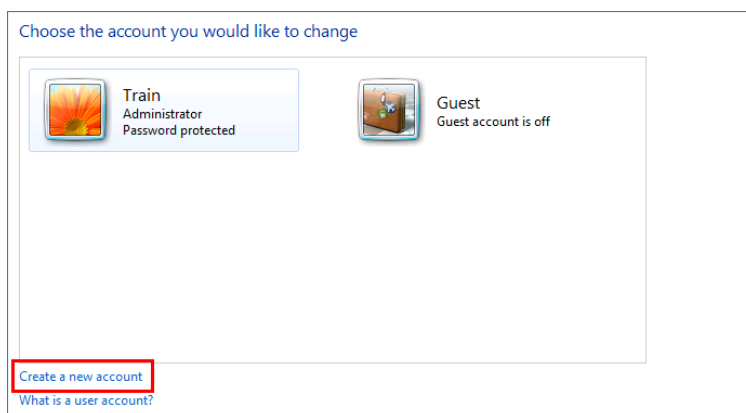 Choose the account you would like to change
Train
Administrator
Password protected
Guest
Guest account is off
Create a new account
What is a user account?